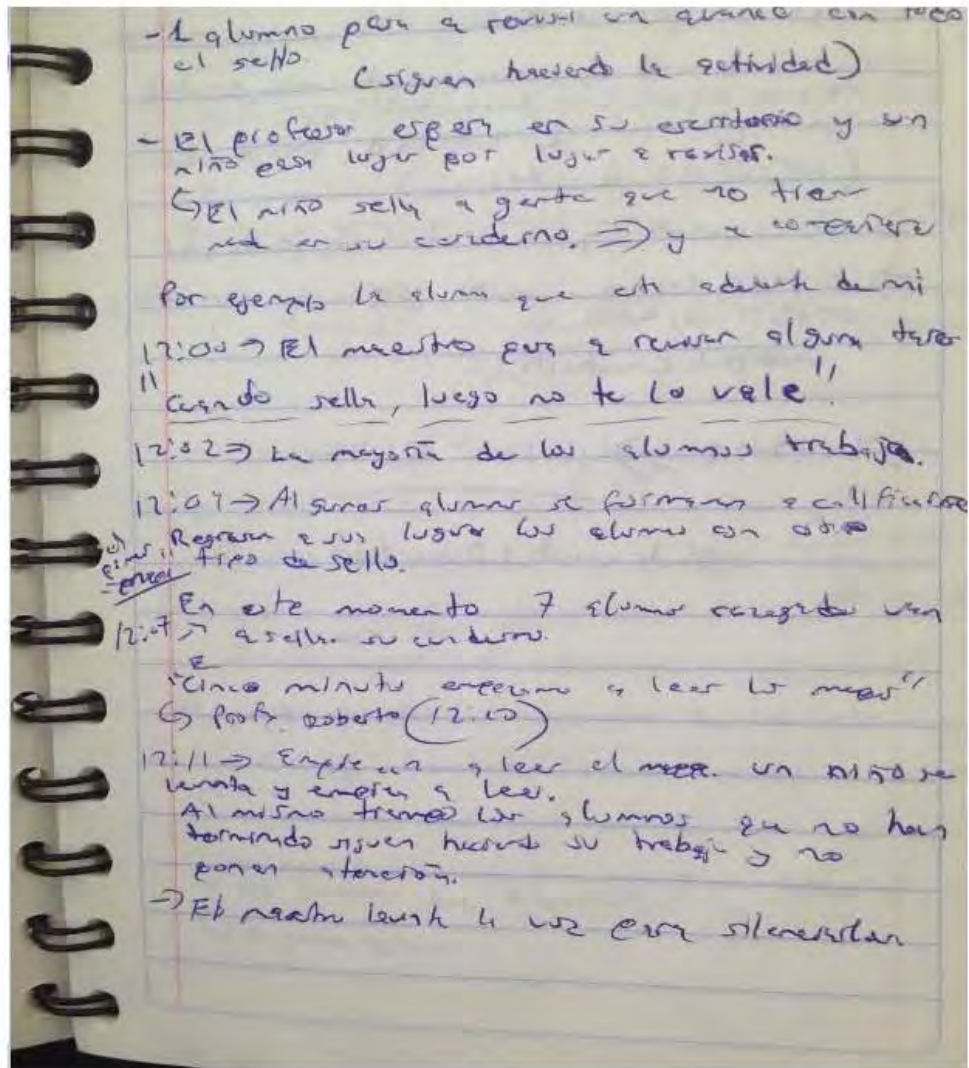 - 1 alumno pasa a revisar un avance con
el sello.
(siguen haciendo la actividad)
- El profesor espera en su escritorio y un
niño pasa lugar por lugar a revisar.
↳ El niño sella a gente que no tiene
nada en su cuaderno. => y a
Por ejemplo la alumna que está adelante de mi
12:00 → El maestro pasa a revisar alguna tarea
"Cuando sella, luego no te lo vale"
12:02 => La mayoría de los alumnos trabaja.
12:04 → Algunos alumnos se forman a calificarse
Regresan a sus lugares los alumnos con otro
tipo de sello.
En este momento 7 alumnos van
12:07 → a sellar su cuaderno.
"Cinco minutos empezamos a leer los mapas"
↳ Profr. Roberto (12:10)
12:11 => Empiezan a leer el mapa. un niño se
levanta y empieza a leer.
Al mismo tiempo los alumnos que no han
terminado siguen haciendo su trabajo y no
ponen atención.
-> El maestro levanta la voz para silenciarlos